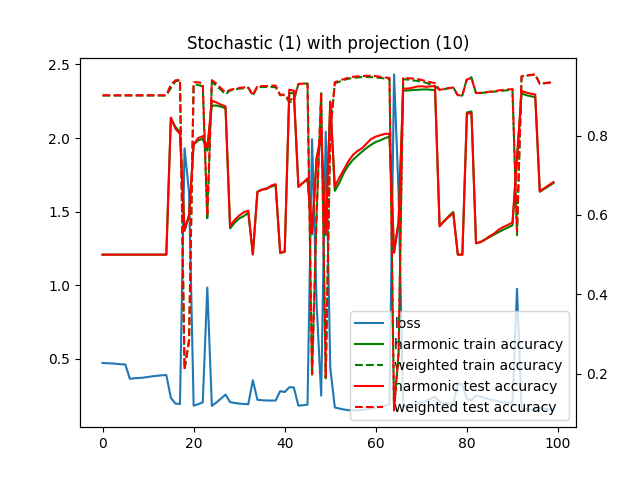 Stochastic (1) with projection (10)
2.5
2.0
1.5
1.0
0.5
0.8
0.6
0.4
0.2
loss
harmonic train accuracy
weighted train accuracy
harmonic test accuracy
weighted test accuracy
0 20 40 60 80 100